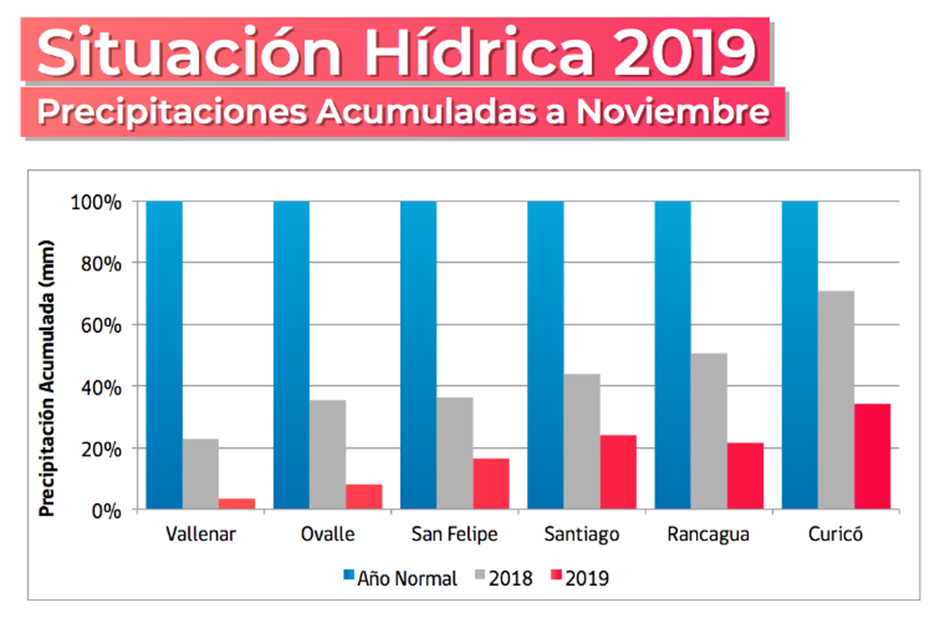 Situación Hídrica 2019
Precipitaciones Acumuladas a Noviembre
Precipitación Acumulada (mm)
100%
80%
60%
40%
20%
0%
Vallenar Ovalle San Felipe Santiago Rancagua Curicó
Año Normal 2018 2019